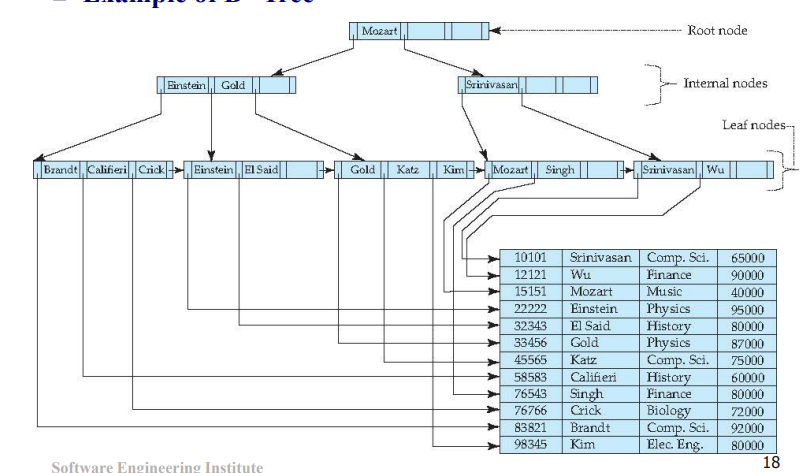 Example of B+ Tree
Mozart
Root node
Einstein Gold
Srinivasan
Internal nodes
Leaf nodes
Brandt Califieri Crick Einstein El Said Gold Katz Kim Mozart Singh Srinivasan Wu
10101 Srinivasan Comp. Sci. 65000
12121 Wu Finance 90000
15151 Mozart Music 40000
22222 Einstein Physics 95000
32343 El Said History 80000
33456 Gold Physics 87000
45565 Katz Comp. Sci. 75000
58583 Califieri History 60000
76543 Singh Finance 80000
76766 Crick Biology 72000
83821 Brandt Comp. Sci. 92000
98345 Kim Elec. Eng. 80000
Software Engineering Institute
18